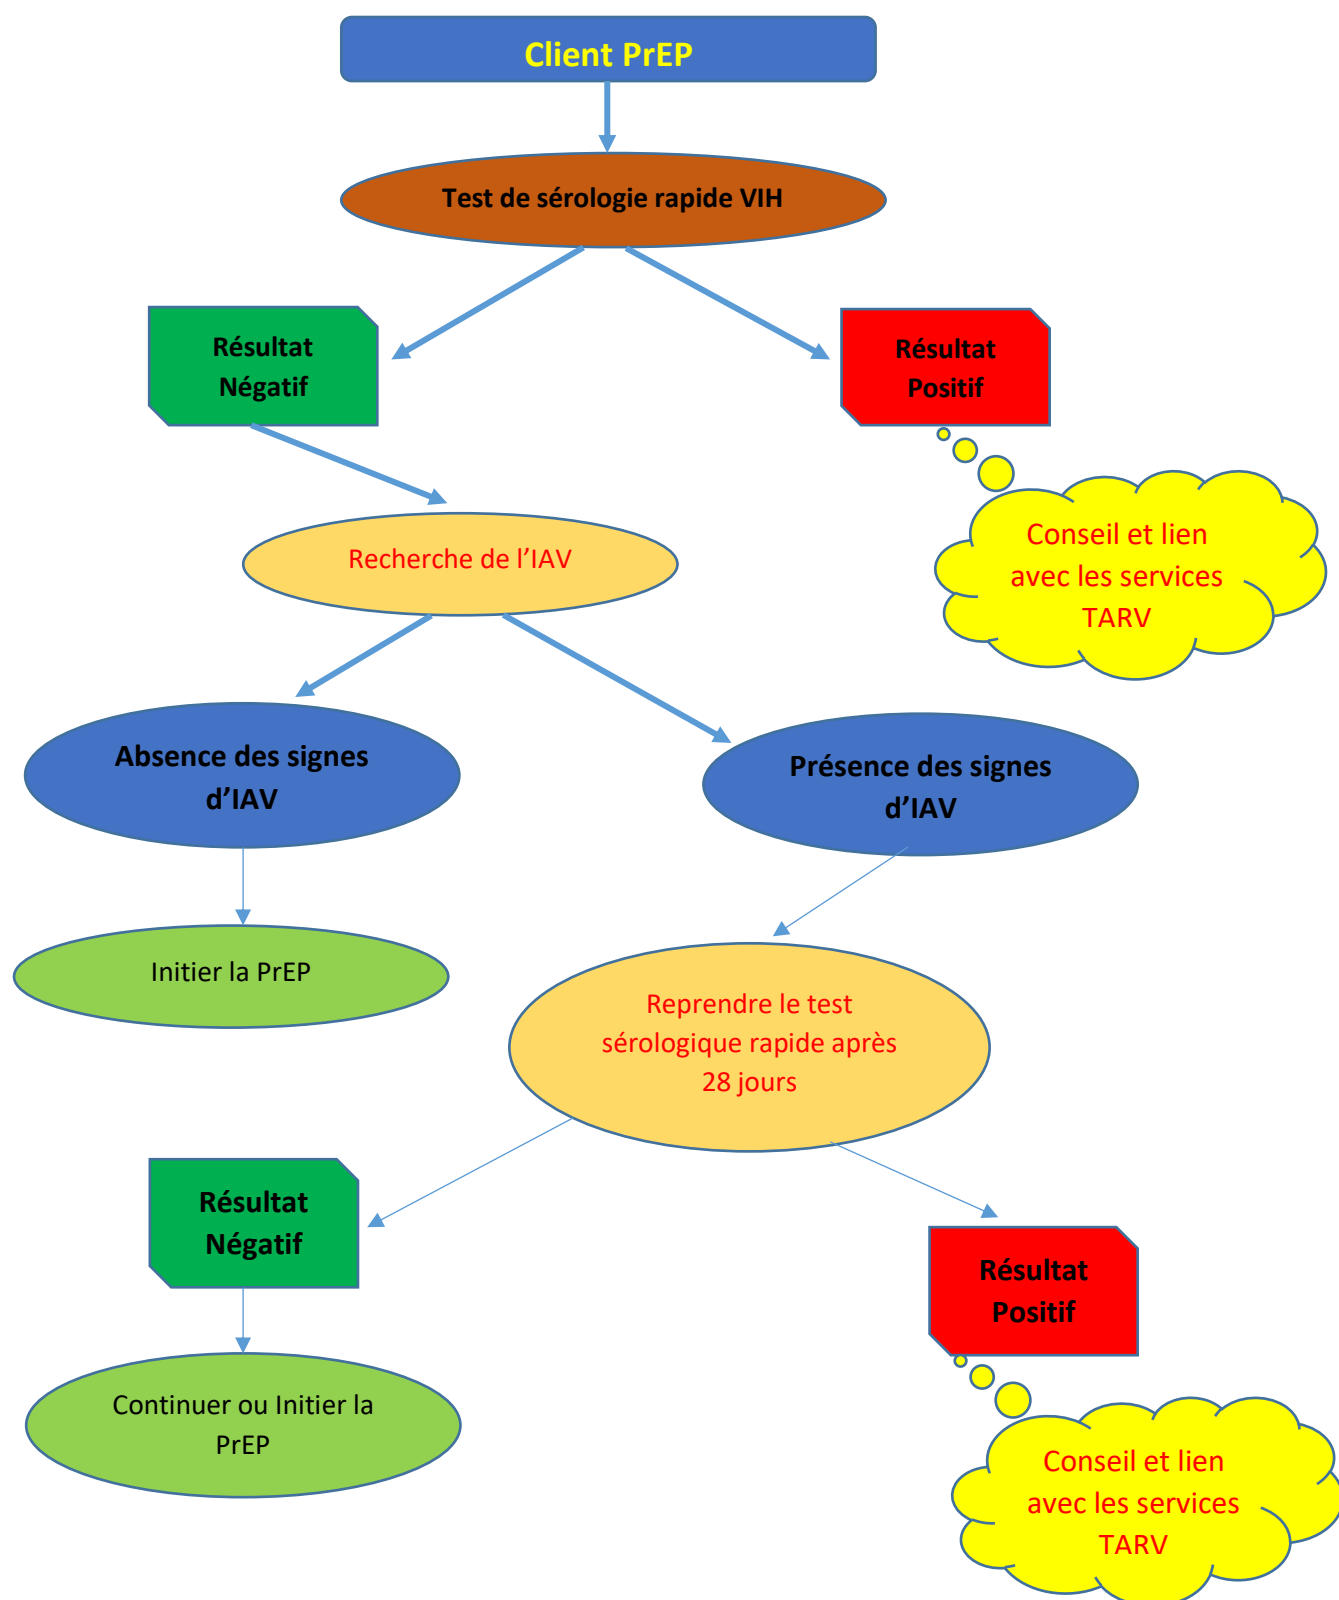 Client PrEP
Test de sérologie rapide VIH
Résultat
Négatif
Résultat
Positif
Conseil et lien
avec les services
TARV
Recherche de l’IAV
Absence des signes
d’IAV
Présence des signes
d’IAV
Initier la PrEP
Reprendre le test
sérologique rapide après
28 jours
Résultat
Négatif
Résultat
Positif
Continuer ou Initier la
PrEP
Conseil et lien
avec les services
TARV